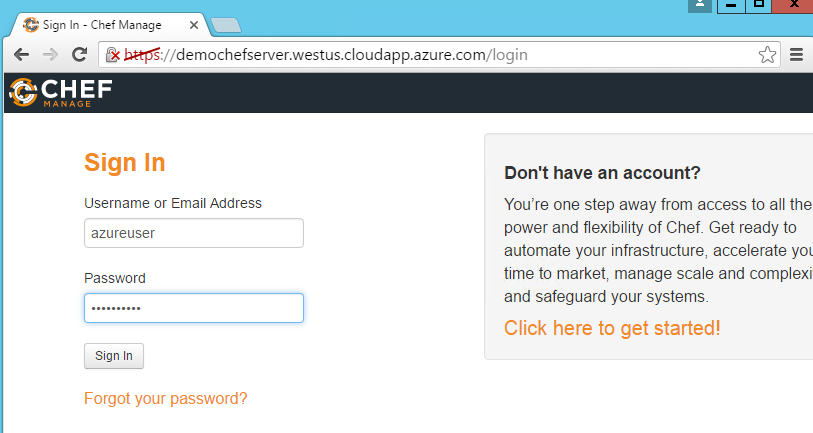 Sign In - Chef Manage
https://demochefserver.westus.cloudapp.azure.com/login
CHEF
MANAGE
Sign In
Username or Email Address
azureuser
Password
••••••••••
Sign In
Forgot your password?
Don't have an account?
You're one step away from access to all the
power and flexibility of Chef. Get ready to
automate your infrastructure, accelerate you
time to market, manage scale and complexi
and safeguard your systems.
Click here to get started!